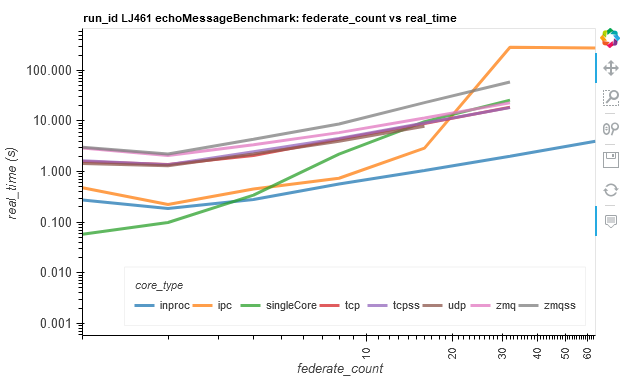 run_id LJ461 echoMessageBenchmark: federate_count vs real_time
100.000
10.000
1.000
0.100
0.010
0.001
real_time (s)
core_type
inproc ipc singleCore tcp tcpss udp zmq zmqss
10 20 30 40 50 60
federate_count